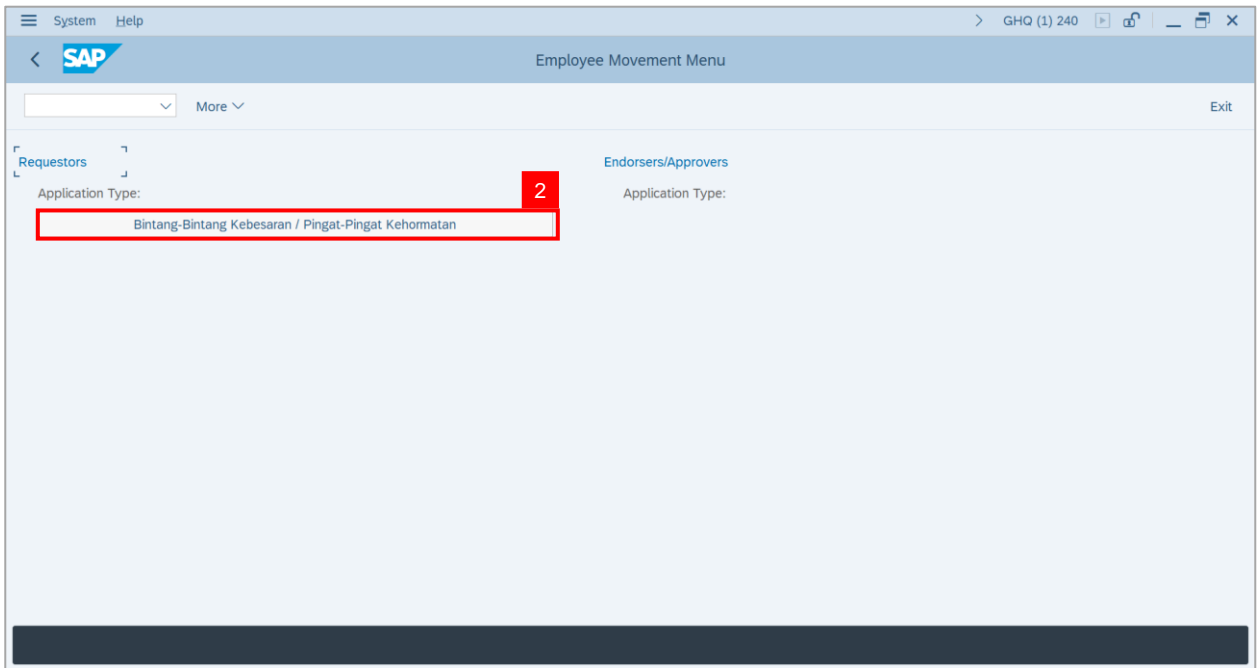 System Help
GHQ (1) 240
SAP
Employee Movement Menu
More
Exit
Requestors
Endorsers/Approvers
Application Type:
2
Application Type:
Bintang-Bintang Kebesaran / Pingat-Pingat Kehormatan